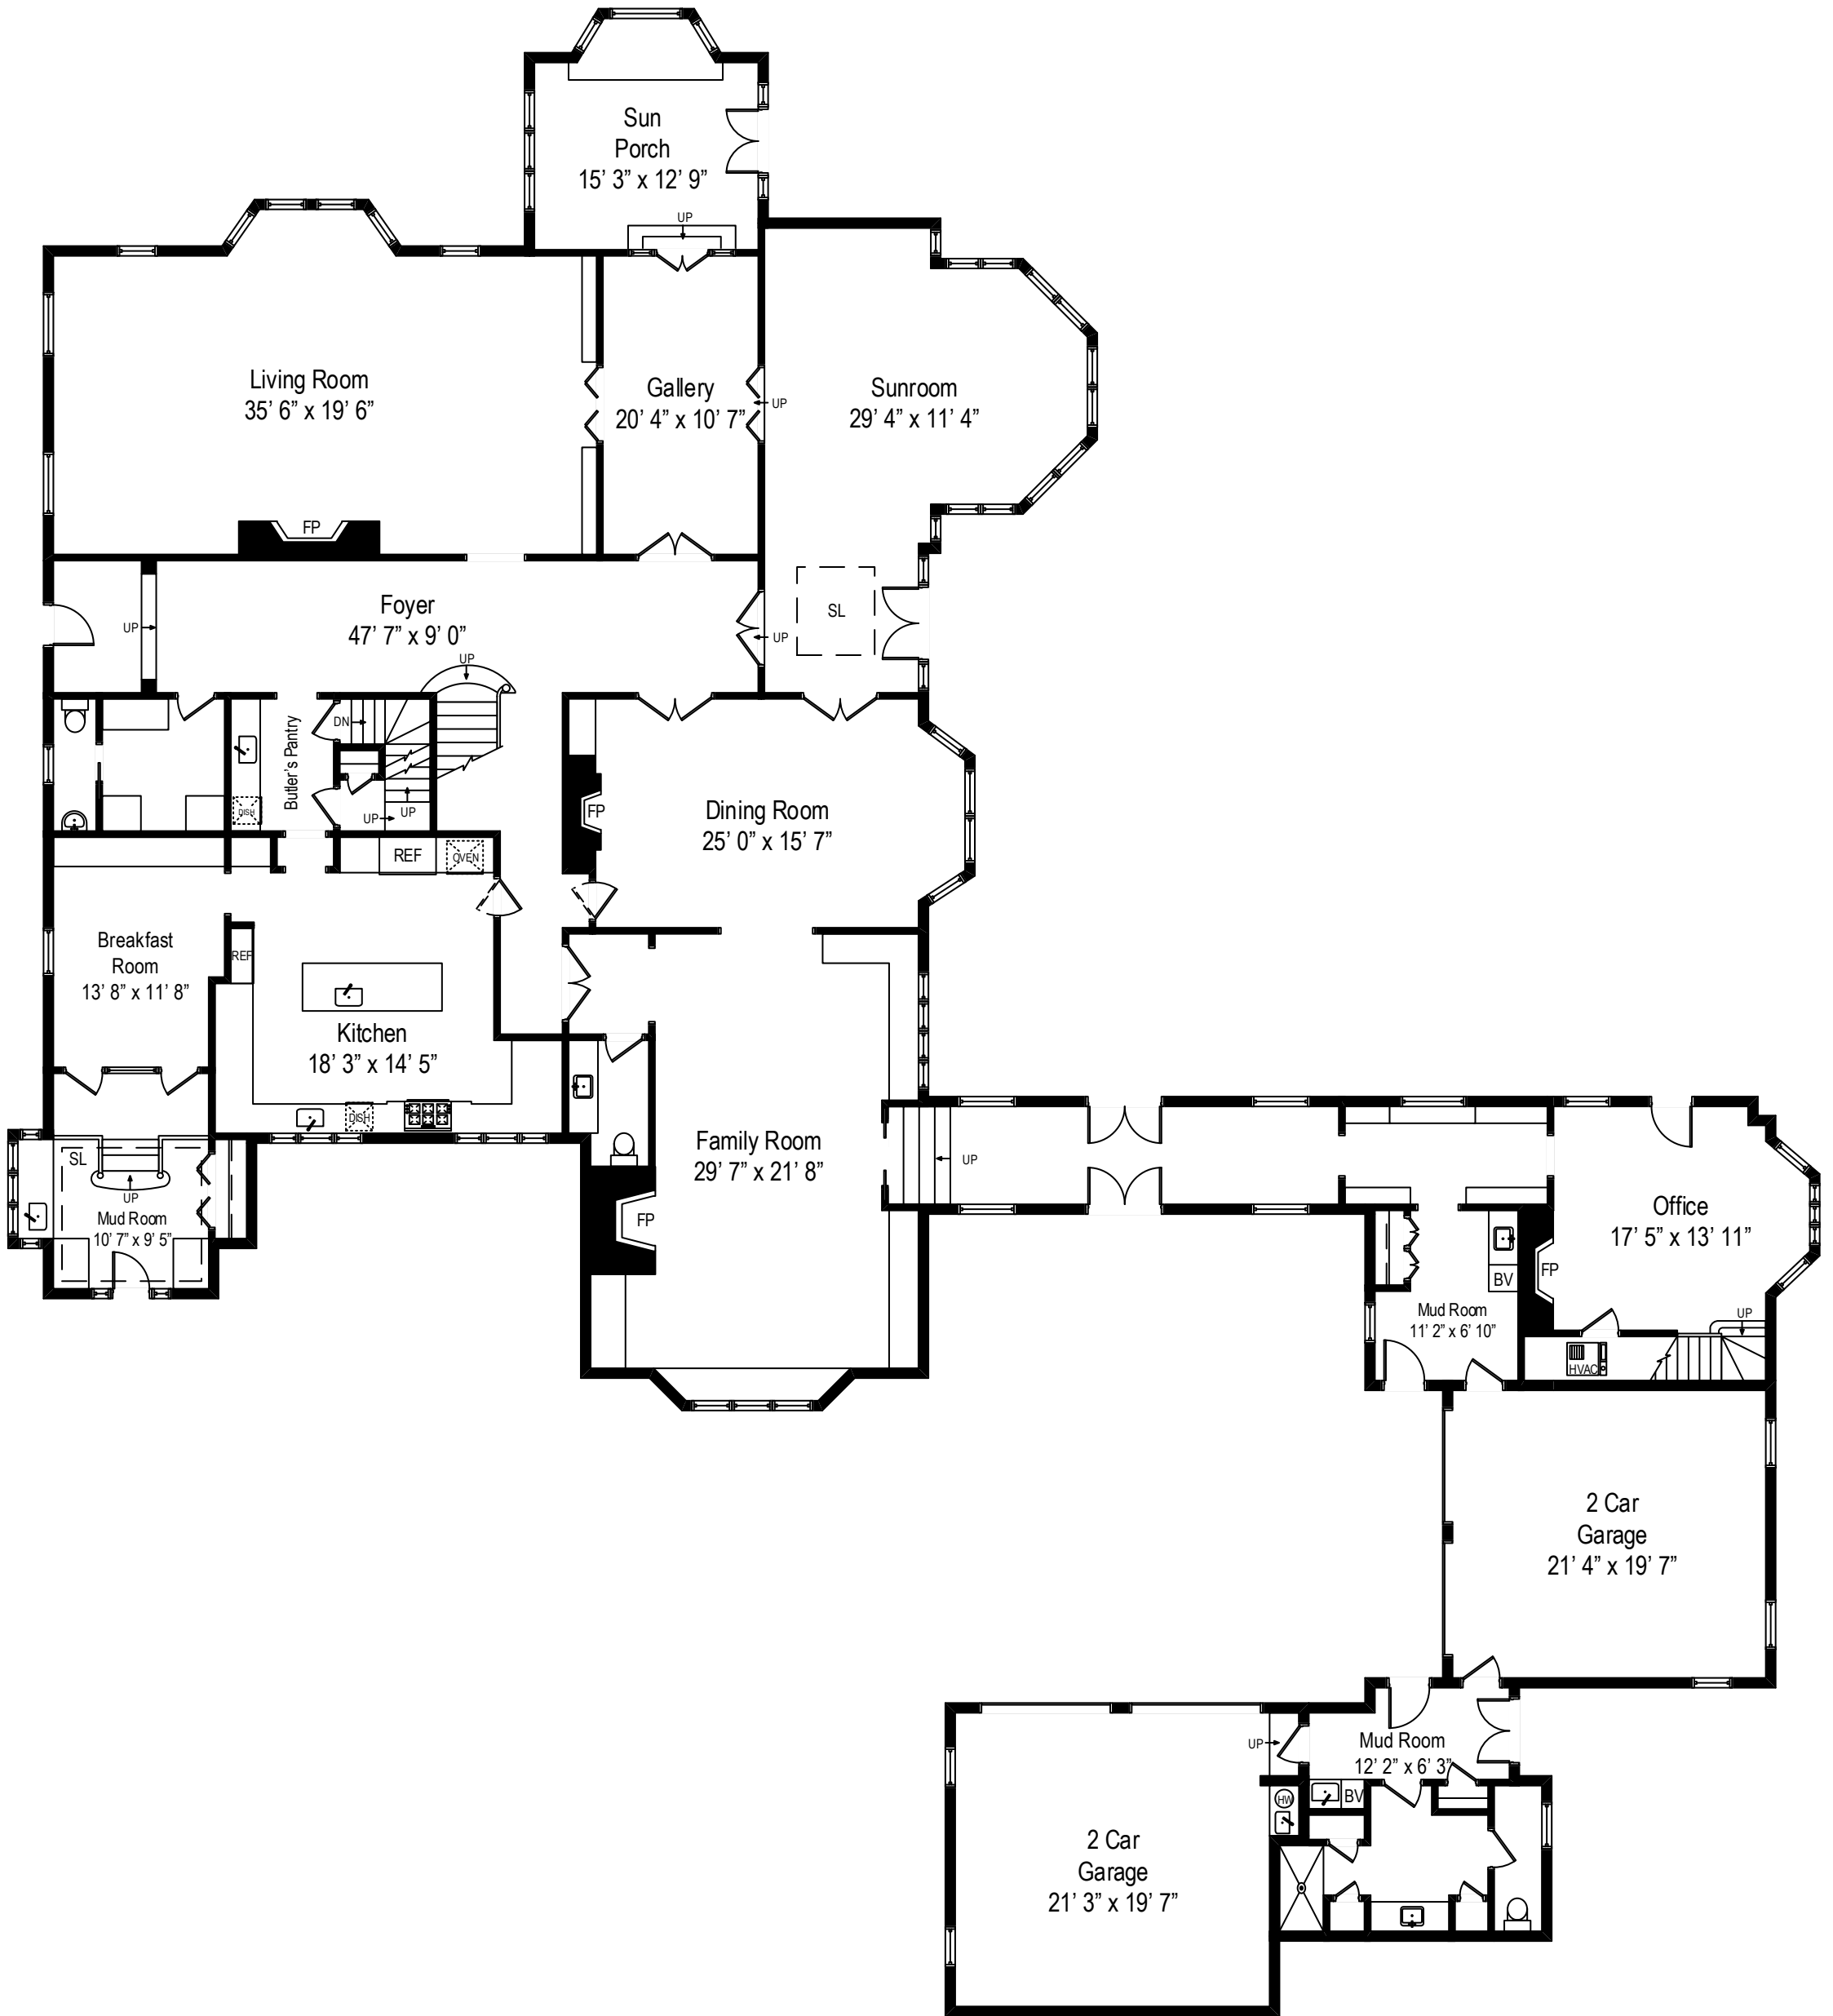 Sun
Porch
15’ 3” x 12’ 9”
UP
Living Room
35’ 6” x 19’ 6”
Gallery
20’ 4” x 10’ 7”
UP
Sunroom
29’ 4” x 11’ 4”
FP
Foyer
47’ 7” x 9’ 0”
UP
UP
SL
UP
DN
Butler’s Pantry
DISH
UP
UP
FP
Dining Room
25’ 0” x 15’ 7”
REF
OVEN
Breakfast
Room
13’ 8” x 11’ 8”
REF
Kitchen
18’ 3” x 14’ 5”
DISH
SL
UP
Mud Room
10’ 7” x 9’ 5”
Family Room
29’ 7” x 21’ 8”
FP
UP
Office
17’ 5” x 13’ 11”
FP
BV
Mud Room
11’ 2” x 6’ 10”
UP
HVAC
2 Car
Garage
21’ 4” x 19’ 7”
UP
Mud Room
12’ 2” x 6’ 3”
HW
BV
2 Car
Garage
21’ 3” x 19’ 7”